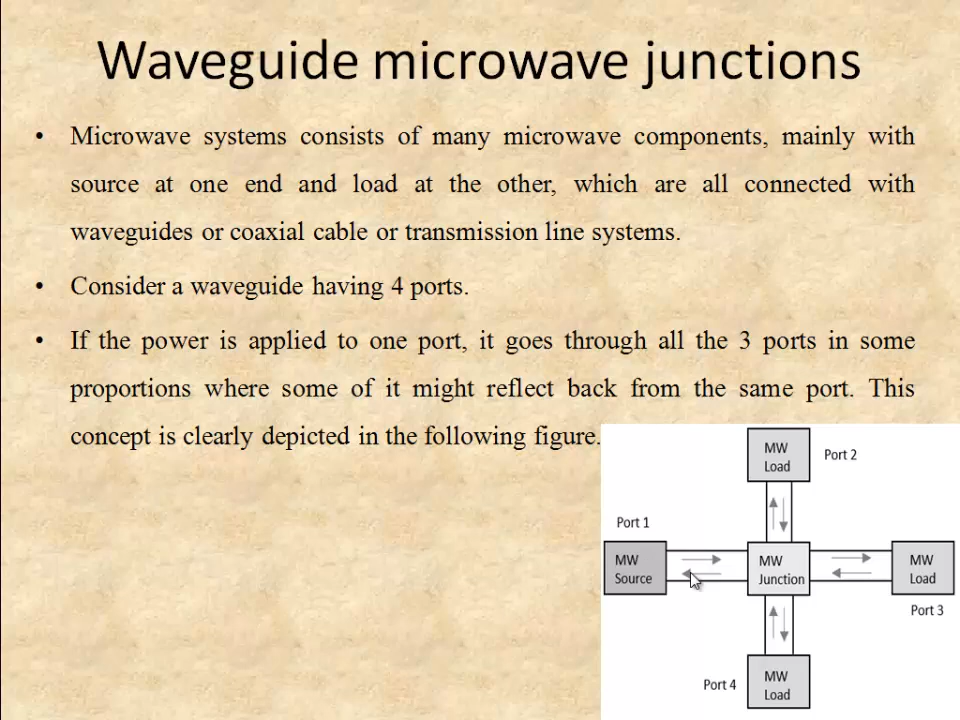 Waveguide microwave junctions
• Microwave systems consists of many microwave components, mainly with
source at one end and load at the other, which are all connected with
waveguides or coaxial cable or transmission line systems.
• Consider a waveguide having 4 ports.
• If the power is applied to one port, it goes through all the 3 ports in some
proportions where some of it might reflect back from the same port. This
concept is clearly depicted in the following figure.
MW
Load
Port 2
Port 1
MW
Source
MW
Junction
MW
Load
Port 3
Port 4
MW
Load